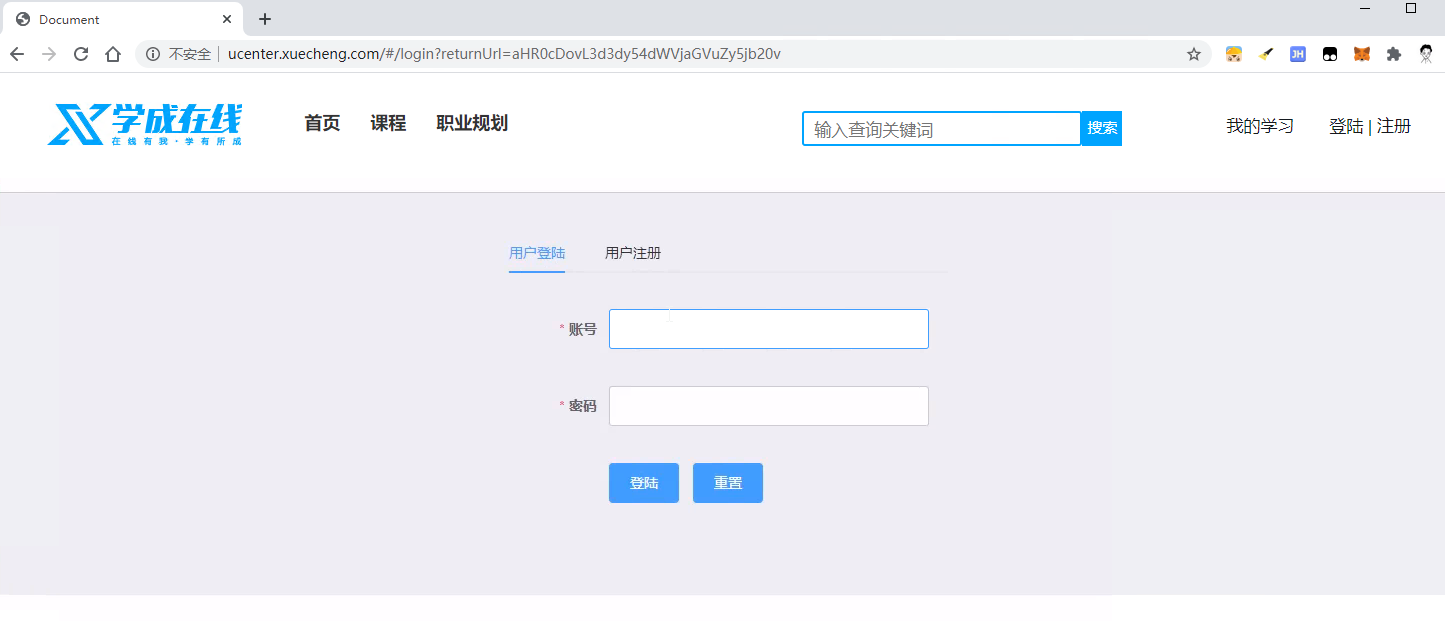 Document
不安全 ucenter.xuecheng.com/#/login?returnUrl=aHR0cDovL3d3dy54dWVjaGVuZy5jb20v
JH
学成在线
在线有我·学有所成
首页 课程 职业规划
输入查询关键词 搜索
我的学习 登陆 | 注册
用户登陆 用户注册
* 账号
* 密码
登陆 重置